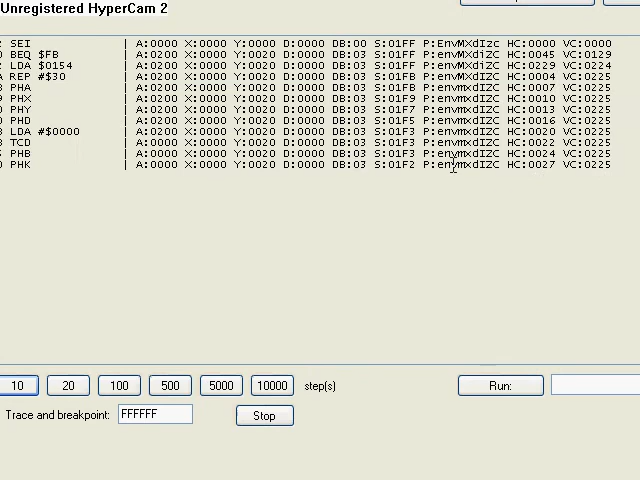 Unregistered HyperCam 2
SEI | A:0000 X:0000 Y:0000 D:0000 DB:00 S:01FF P:EnvMXdIzc HC:0000 VC:0000
BEQ $FB | A:0200 X:0000 Y:0020 D:0000 DB:03 S:01FF P:EnvMXdiZC HC:0045 VC:0129
LDA $0154 | A:0200 X:0000 Y:0020 D:0000 DB:03 S:01FF P:EnvMXdiZC HC:0229 VC:0224
REP #$30 | A:0200 X:0000 Y:0020 D:0000 DB:03 S:01FB P:EnvMXdIZC HC:0004 VC:0225
PHA | A:0200 X:0000 Y:0020 D:0000 DB:03 S:01FB P:envmxdIZC HC:0007 VC:0225
PHX | A:0200 X:0000 Y:0020 D:0000 DB:03 S:01F9 P:envmxdIZC HC:0010 VC:0225
PHY | A:0200 X:0000 Y:0020 D:0000 DB:03 S:01F7 P:envmxdIZC HC:0013 VC:0225
PHD | A:0200 X:0000 Y:0020 D:0000 DB:03 S:01F5 P:envmxdIZC HC:0016 VC:0225
LDA #$0000 | A:0200 X:0000 Y:0020 D:0000 DB:03 S:01F3 P:envmxdIZC HC:0020 VC:0225
TCD | A:0000 X:0000 Y:0020 D:0000 DB:03 S:01F3 P:envmxdIZC HC:0022 VC:0225
PHB | A:0000 X:0000 Y:0020 D:0000 DB:03 S:01F3 P:envmxdIZC HC:0024 VC:0225
PHK | A:0000 X:0000 Y:0020 D:0000 DB:03 S:01F2 P:envmxdIZC HC:0027 VC:0225
10 20 100 500 5000 10000 step(s) Run:
Trace and breakpoint: FFFFFF Stop